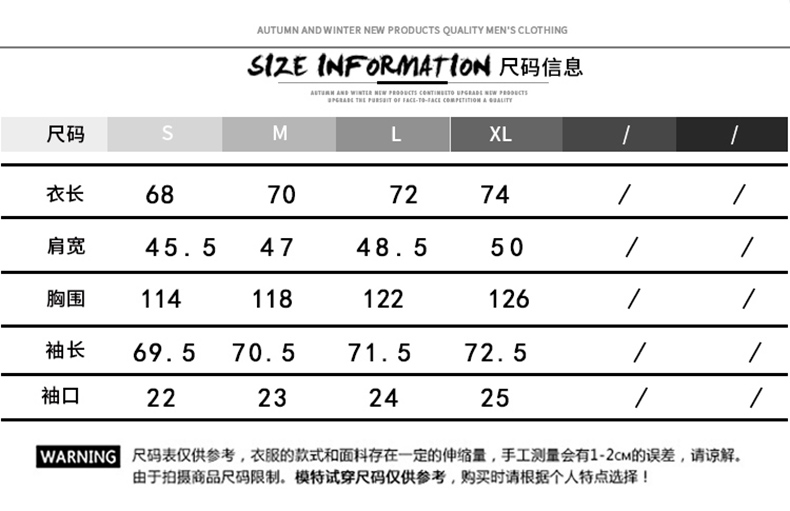 AUTUMN AND WINTER NEW PRODUCTS QUALITY MEN'S CLOTHING
SIZE INFORMATION 尺码信息
AUTUMN AND WINTER NEW PRODUCTS CONTINUETO UPGRADE NEW PRODUCTS
UPGRADE THE PURSUIT OF FACE-TO-FACE COMPETITION & QUALITY
尺码 S M L XL / /
衣长 68 70 72 74 / /
肩宽 45.5 47 48.5 50 / /
胸围 114 118 122 126 / /
袖长 69.5 70.5 71.5 72.5 / /
袖口 22 23 24 25 / /
WARNING 尺码表仅供参考，衣服的款式和面料存在一定的伸缩量，手工测量会有1-2CM的误差，请谅解。
由于拍摄商品尺码限制。模特试穿尺码仅供参考，购买时请根据个人特点选择！